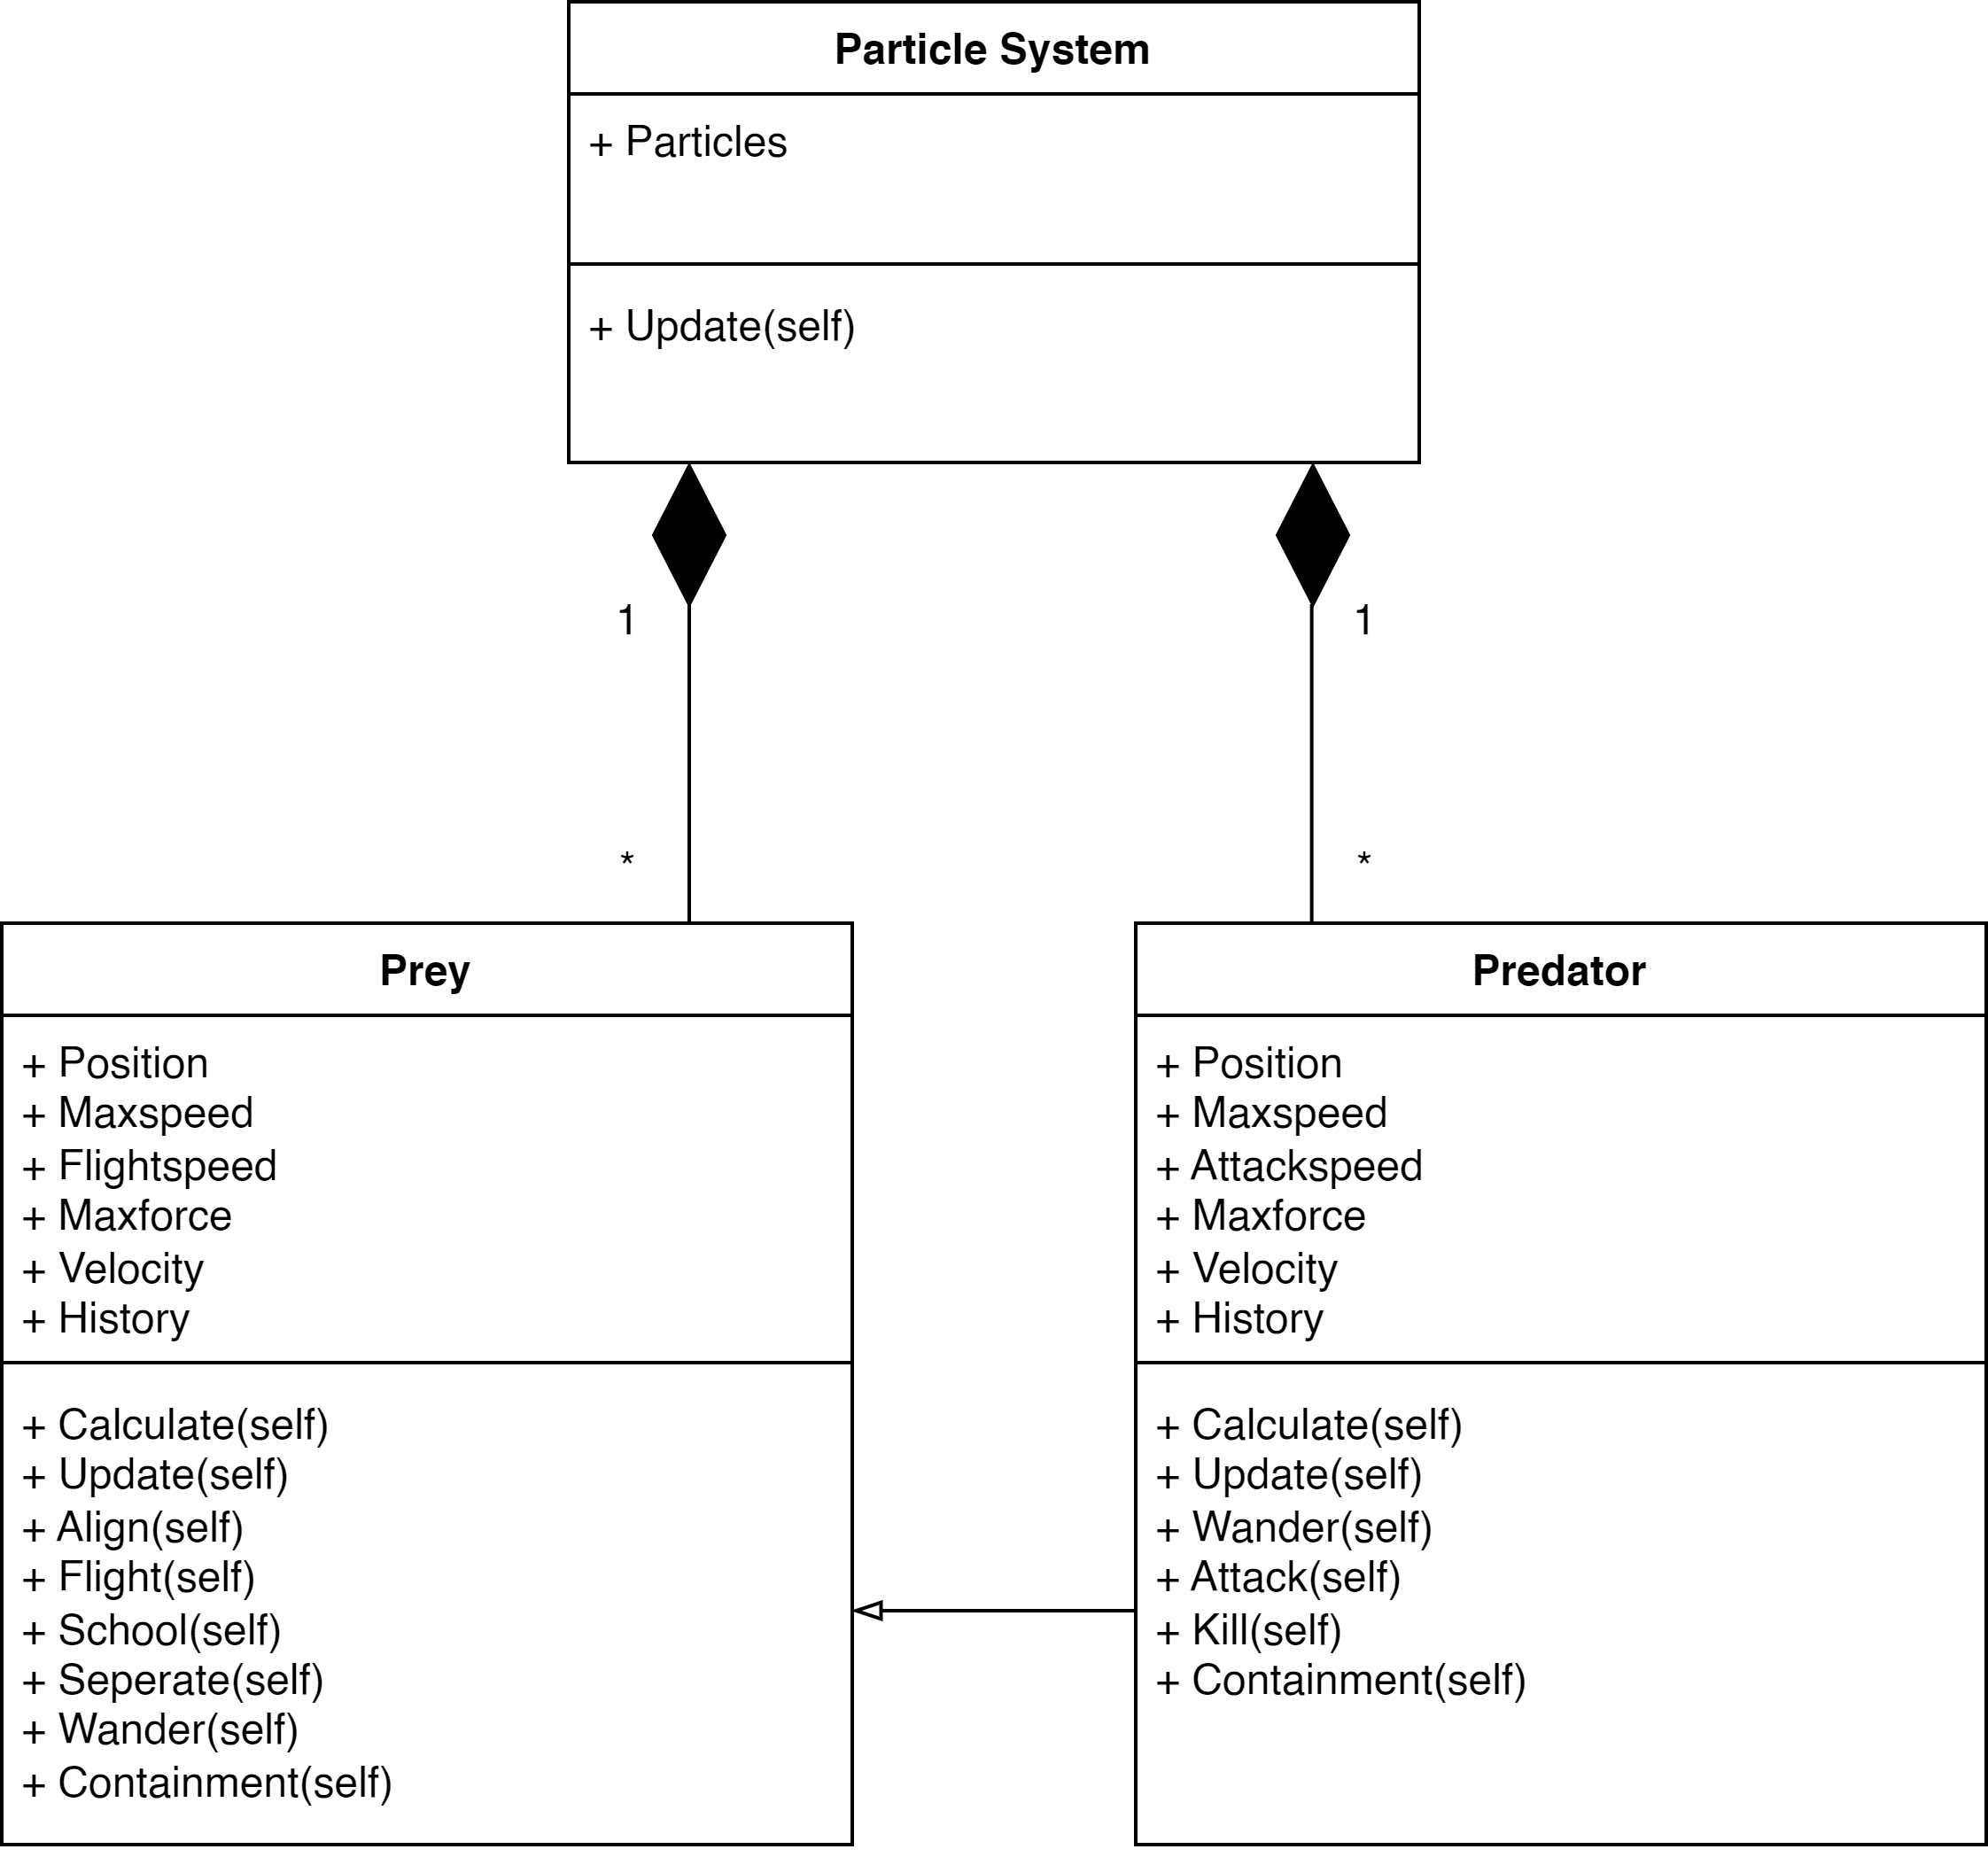 Particle System
+ Particles
+ Update(self)
1
1
*
*
Prey
+ Position
+ Maxspeed
+ Flightspeed
+ Maxforce
+ Velocity
+ History
+ Calculate(self)
+ Update(self)
+ Align(self)
+ Flight(self)
+ School(self)
+ Seperate(self)
+ Wander(self)
+ Containment(self)
Predator
+ Position
+ Maxspeed
+ Attackspeed
+ Maxforce
+ Velocity
+ History
+ Calculate(self)
+ Update(self)
+ Wander(self)
+ Attack(self)
+ Kill(self)
+ Containment(self)